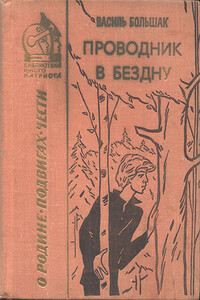 ВАСИЛЬ БОЛЬШАК
ПРОВОДНИК
В БЕЗДНУ
БИБЛИОТЕКА
ЮНОГО
ПАТРИОТА
О РОДИНЕ·ПОДВИГАХ·ЧЕСТИ